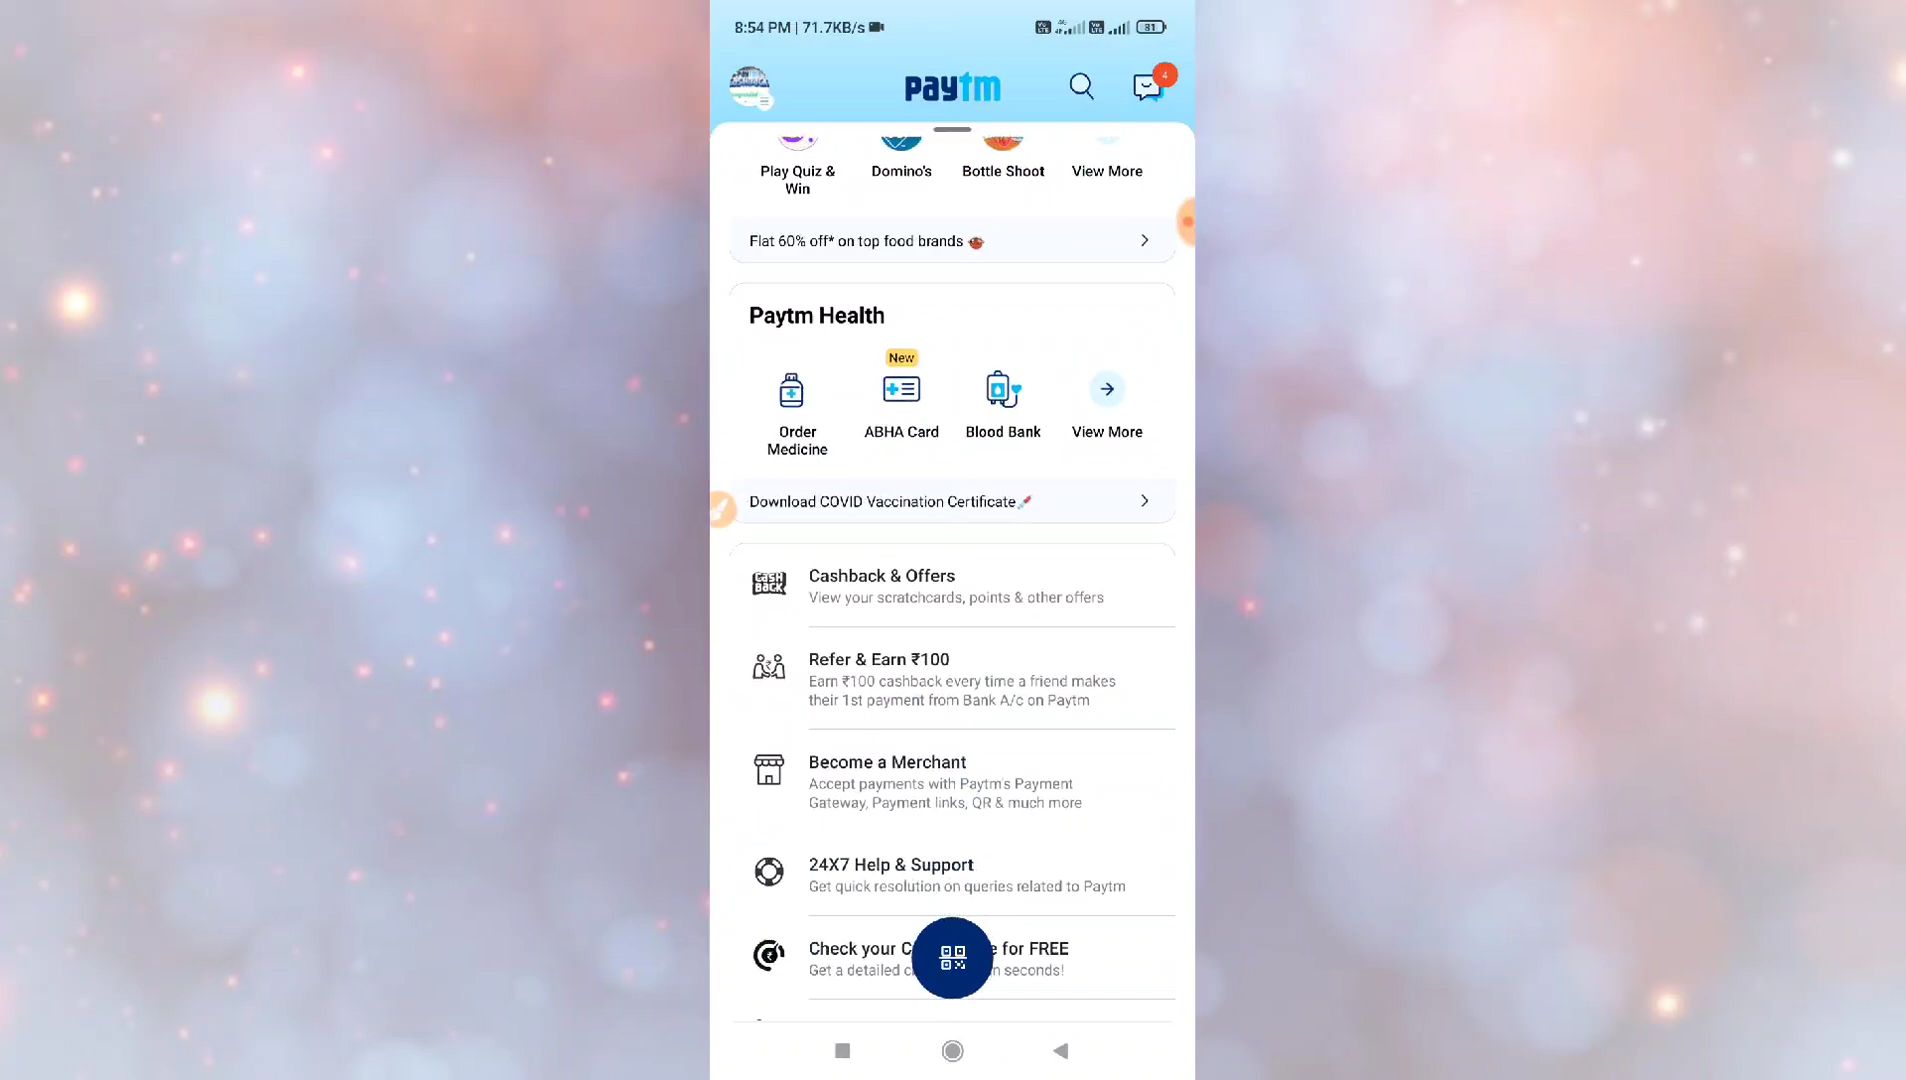 8:54 PM | 71.7KB/s
81
paytm
4
Play Quiz & Win
Domino's
Bottle Shoot
View More
Flat 60% off* on top food brands
Paytm Health
New
Order Medicine
ABHA Card
Blood Bank
View More
Download COVID Vaccination Certificate
CASH BACK
Cashback & Offers
View your scratchcards, points & other offers
Refer & Earn ₹100
Earn ₹100 cashback every time a friend makes
their 1st payment from Bank A/c on Paytm
Become a Merchant
Accept payments with Paytm's Payment
Gateway, Payment links, QR & much more
24X7 Help & Support
Get quick resolution on queries related to Paytm
Check your for FREE
Get a detailed seconds!